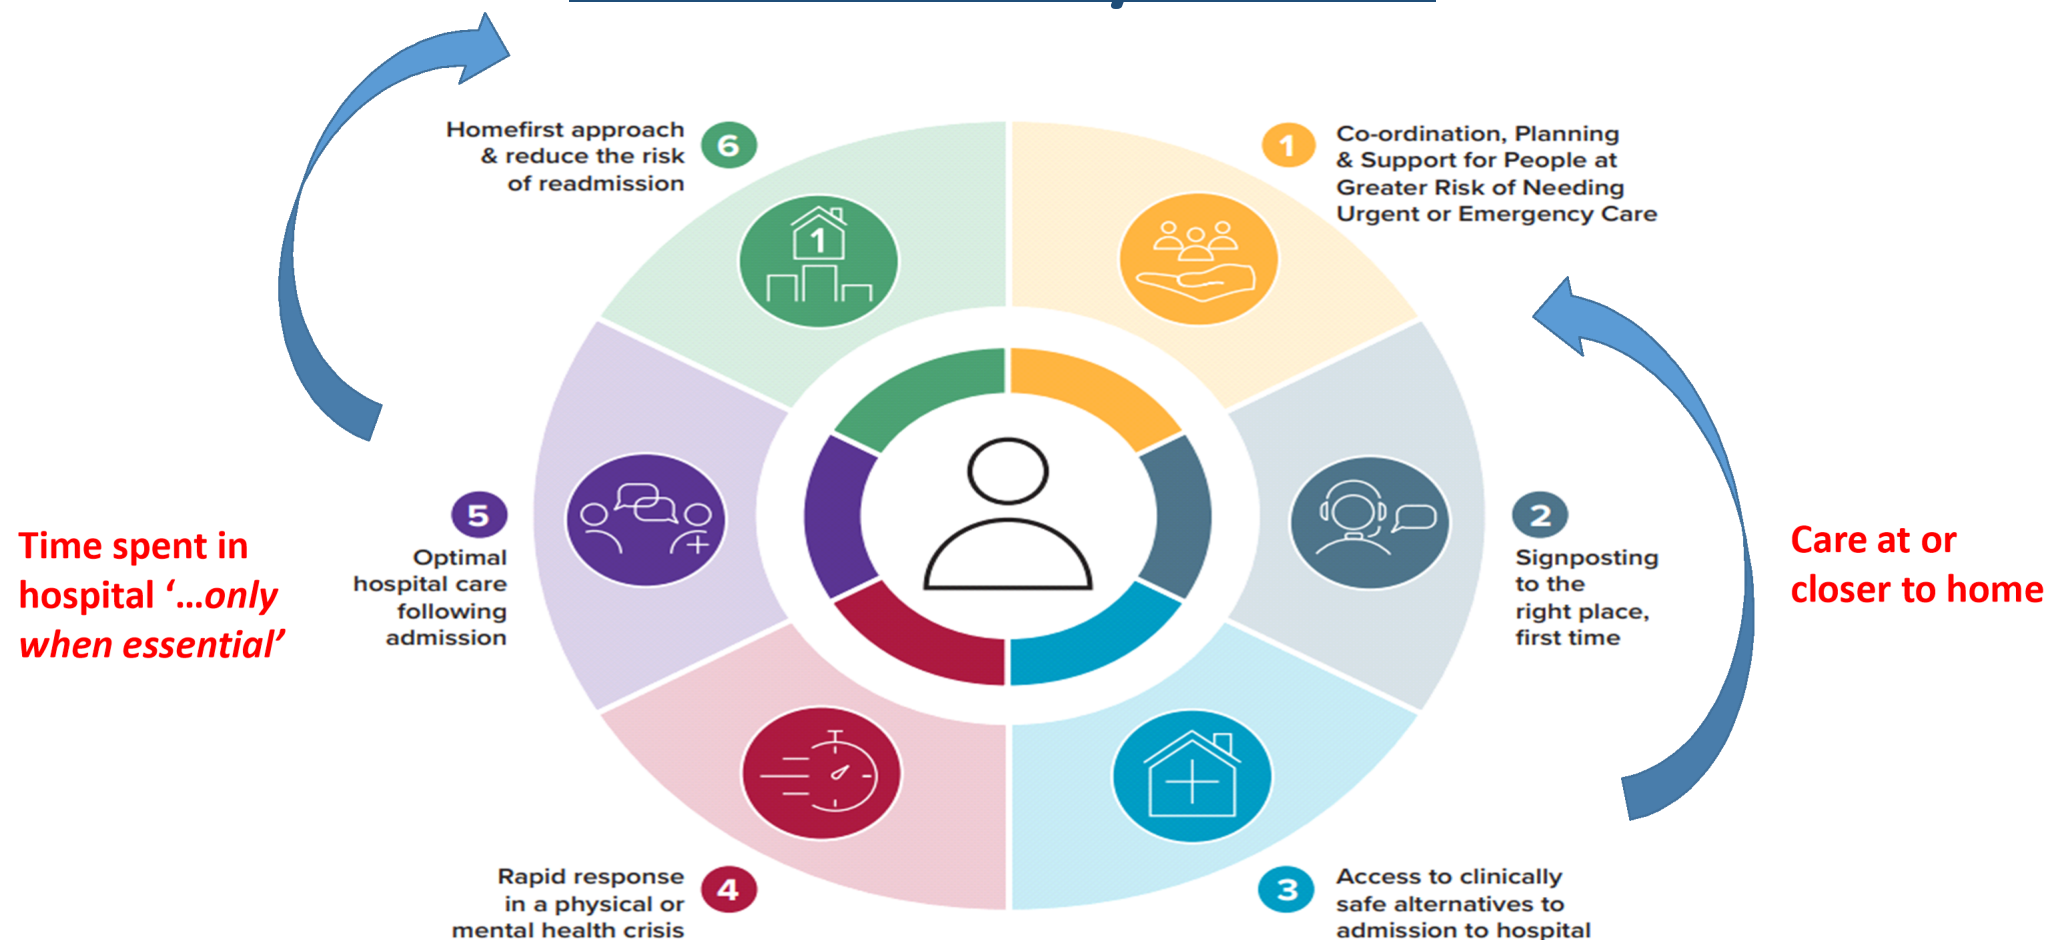 6
Homefirst approach
& reduce the risk
of readmission
1
1
Co-ordination, Planning
& Support for People at
Greater Risk of Needing
Urgent or Emergency Care
5
Optimal
hospital care
following
admission
2
Signposting
to the
right place,
first time
Time spent in
hospital ‘...only
when essential’
Care at or
closer to home
4
Rapid response
in a physical or
mental health crisis
3
Access to clinically
safe alternatives to
admission to hospital